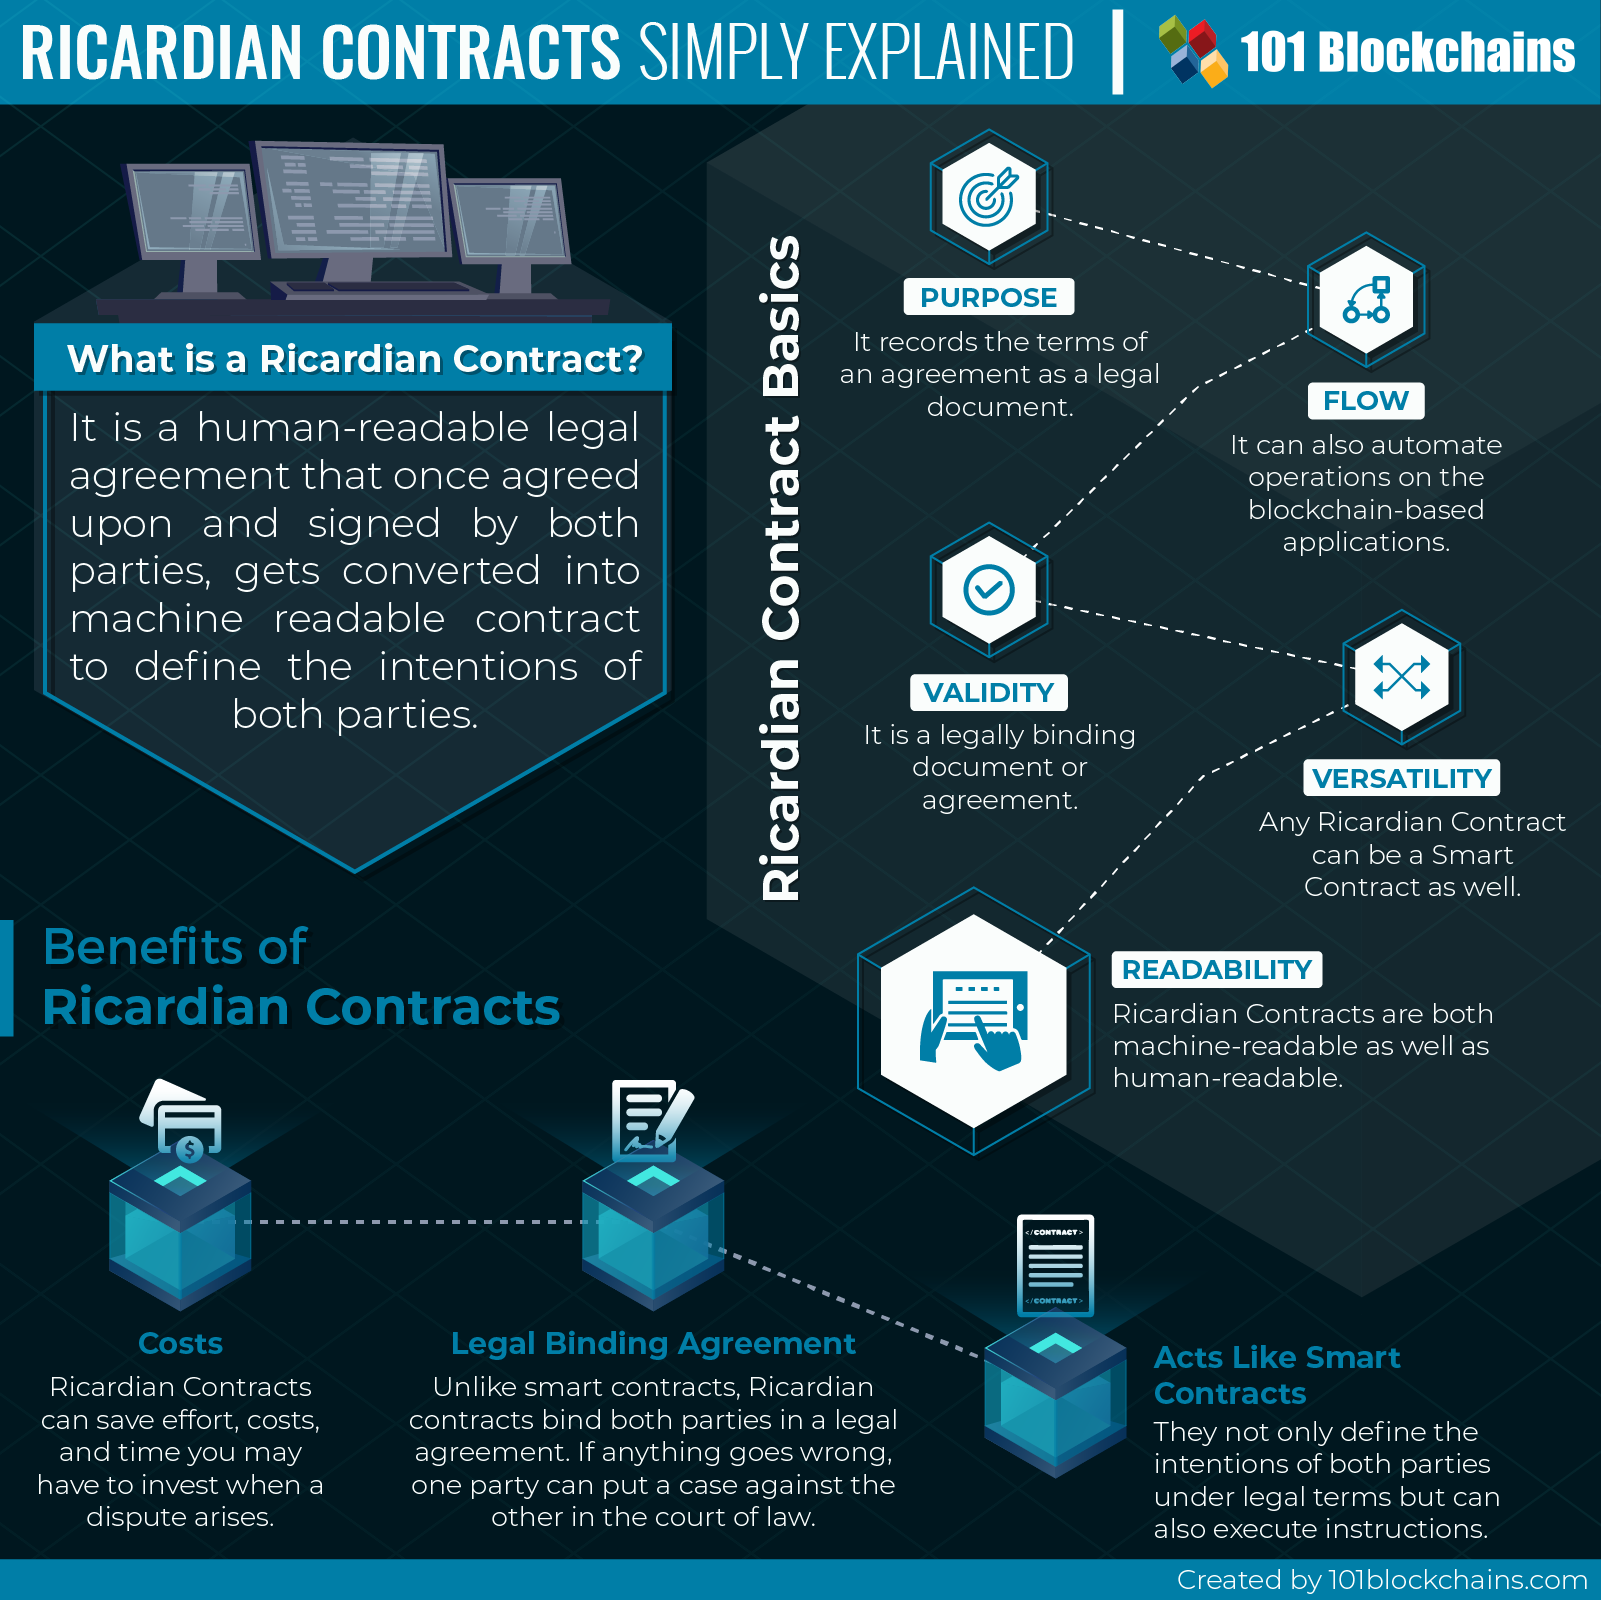 RICARDIAN CONTRACTS SIMPLY EXPLAINED
101 Blockchains
What is a Ricardian Contract?
It is a human-readable legal
agreement that once agreed
upon and signed by both
parties, gets converted into
machine readable contract
to define the intentions of
both parties.
Ricardian Contract Basics
PURPOSE
It records the terms of
an agreement as a legal
document.
FLOW
It can also automate
operations on the
blockchain-based
applications.
VALIDITY
It is a legally binding
document or
agreement.
VERSATILITY
Any Ricardian Contract
can be a Smart
Contract as well.
READABILITY
Ricardian Contracts are both
machine-readable as well as
human-readable.
Benefits of
Ricardian Contracts
$
Costs
Ricardian Contracts
can save effort, costs,
and time you may
have to invest when a
dispute arises.
Legal Binding Agreement
Unlike smart contracts, Ricardian
contracts bind both parties in a legal
agreement. If anything goes wrong,
one party can put a case against the
other in the court of law.
</CONTRACT>
</CONTRACT>
Acts Like Smart
Contracts
They not only define the
intentions of both parties
under legal terms but can
also execute instructions.
Created by 101blockchains.com